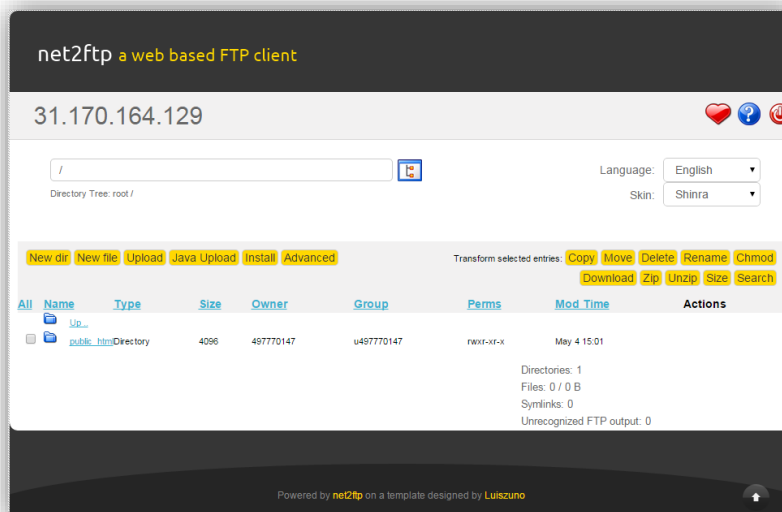 net2ftp a web based FTP client
31.170.164.129
/
Directory Tree: root /
Language: English
Skin: Shinra
New dir New file Upload Java Upload Install Advanced
Transform selected entries: Copy Move Delete Rename Chmod
Download Zip Unzip Size Search
All Name Type Size Owner Group Perms Mod Time Actions
Up...
public_htm Directory 4096 497770147 u497770147 rwxr-xr-x May 4 15:01
Directories: 1
Files: 0 / 0 B
Symlinks: 0
Unrecognized FTP output: 0
Powered by net2ftp on a template designed by Luiszuno